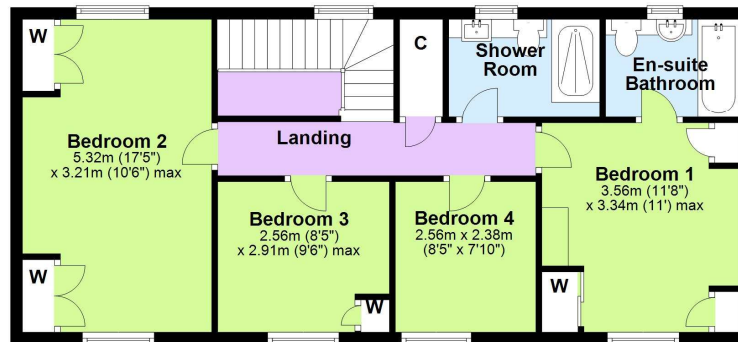 W
C
Shower
Room
En-suite
Bathroom
Bedroom 2
5.32m (17'5")
x 3.21m (10'6") max
Landing
Bedroom 1
3.56m (11'8")
x 3.34m (11') max
Bedroom 3
2.56m (8'5")
x 2.91m (9'6") max
Bedroom 4
2.56m x 2.38m
(8'5" x 7'10")
W
W
W